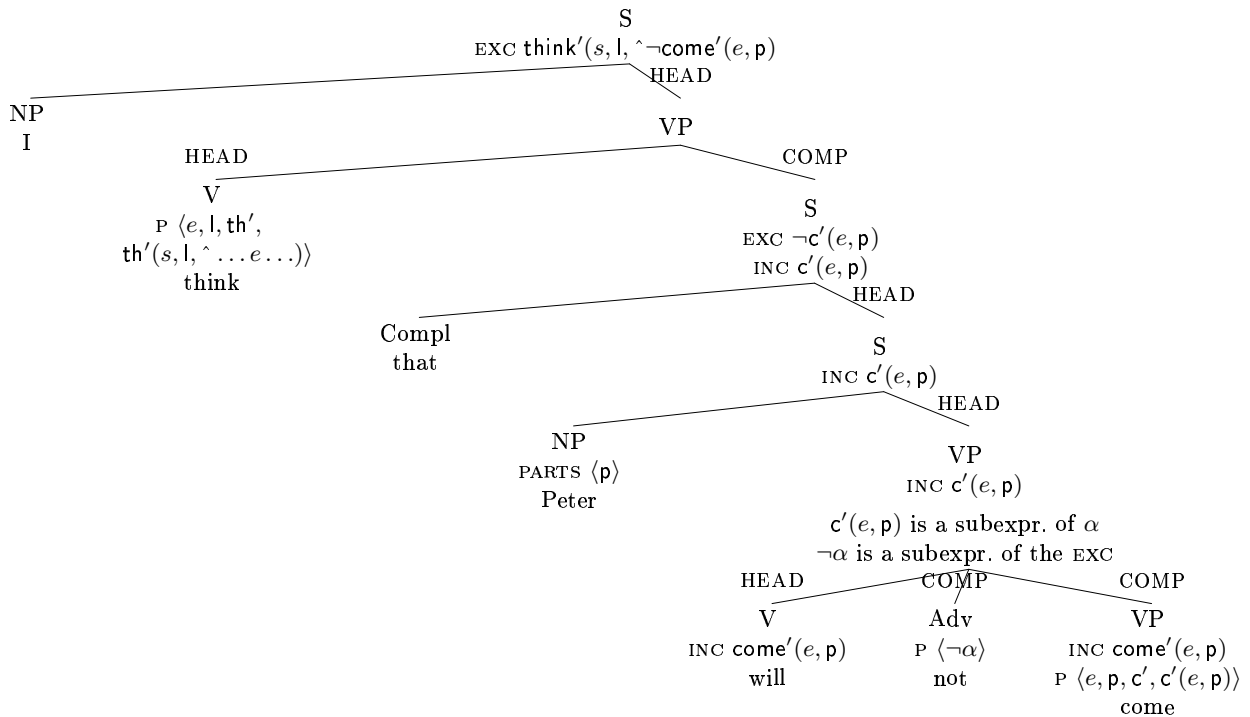 S
EXC think′(s, I, ^¬come′(e, p)
HEAD
NP
I
VP
HEAD
COMP
V
P ⟨e, I, th′,
th′(s, I, ^ … e …)⟩
think
S
EXC ¬c′(e, p)
INC c′(e, p)
HEAD
Compl
that
S
INC c′(e, p)
HEAD
NP
PARTS ⟨p⟩
Peter
VP
INC c′(e, p)
c′(e, p) is a subexpr. of α
¬α is a subexpr. of the EXC
HEAD COMP COMP
V Adv VP
INC come′(e, p) P ⟨¬α⟩ INC come′(e, p)
will not P ⟨e, p, c′, c′(e, p)⟩
come